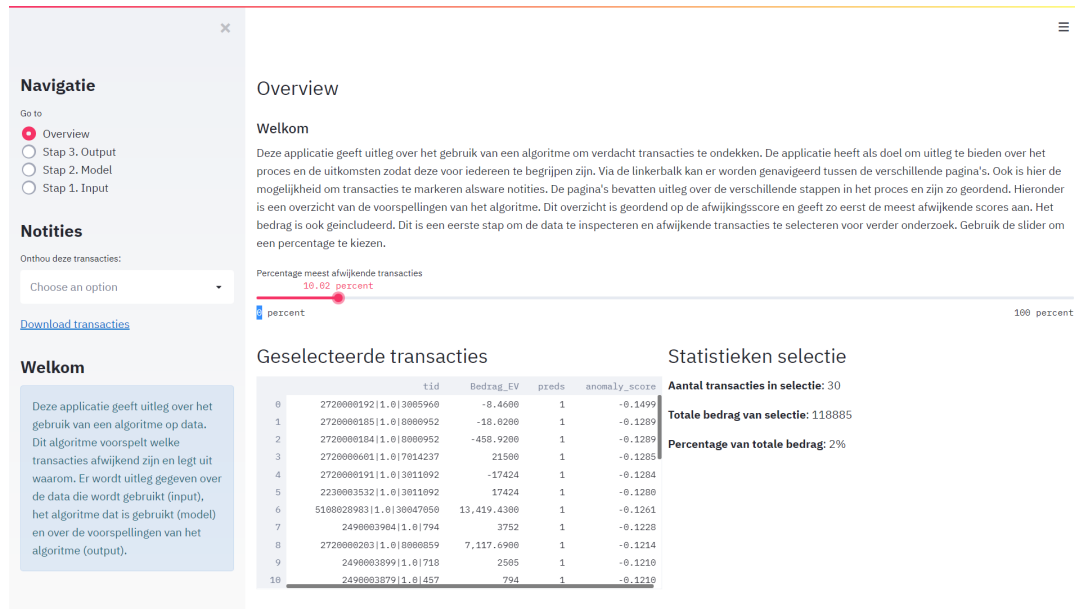 ×
☰
Navigatie
Go to
Overview
Stap 3. Output
Stap 2. Model
Stap 1. Input
Notities
Onthou deze transacties:
Choose an option
Download transacties
Welkom
Deze applicatie geeft uitleg over het
gebruik van een algoritme op data.
Dit algoritme voorspelt welke
transacties afwijkend zijn en legt uit
waarom. Er wordt uitleg gegeven over
de data die wordt gebruikt (input),
het algoritme dat is gebruikt (model)
en over de voorspellingen van het
algoritme (output).
Overview
Welkom
Deze applicatie geeft uitleg over het gebruik van een algoritme om verdacht transacties te ondekken. De applicatie heeft als doel om uitleg te bieden over het
proces en de uitkomsten zodat deze voor iedereen te begrijpen zijn. Via de linkerbalk kan er worden genavigeerd tussen de verschillende pagina's. Ook is hier de
mogelijkheid om transacties te markeren alsware notities. De pagina's bevatten uitleg over de verschillende stappen in het proces en zijn zo geordend. Hieronder
is een overzicht van de voorspellingen van het algoritme. Dit overzicht is geordend op de afwijkingsscore en geeft zo eerst de meest afwijkende scores aan. Het
bedrag is ook geincludeerd. Dit is een eerste stap om de data te inspecteren en afwijkende transacties te selecteren voor verder onderzoek. Gebruik de slider om
een percentage te kiezen.
Percentage meest afwijkende transacties
10.02 percent
0 percent 100 percent
Geselecteerde transacties
tid Bedrag_EV preds anomaly_score
0 2720000192|1.0|3005960 -8.4600 1 -0.1499
1 2720000185|1.0|8000952 -18.0200 1 -0.1289
2 2720000184|1.0|8000952 -458.9200 1 -0.1289
3 2720000601|1.0|7014237 21500 1 -0.1285
4 2720000191|1.0|3011092 -17424 1 -0.1284
5 2230003532|1.0|3011092 17424 1 -0.1280
6 5108028983|1.0|30047050 13,419.4300 1 -0.1261
7 2490003904|1.0|794 3752 1 -0.1228
8 2720000203|1.0|8000859 7,117.6900 1 -0.1214
9 2490003899|1.0|718 2505 1 -0.1210
10 2490003879|1.0|457 794 1 -0.1210
Statistieken selectie
Aantal transacties in selectie: 30
Totale bedrag van selectie: 118885
Percentage van totale bedrag: 2%